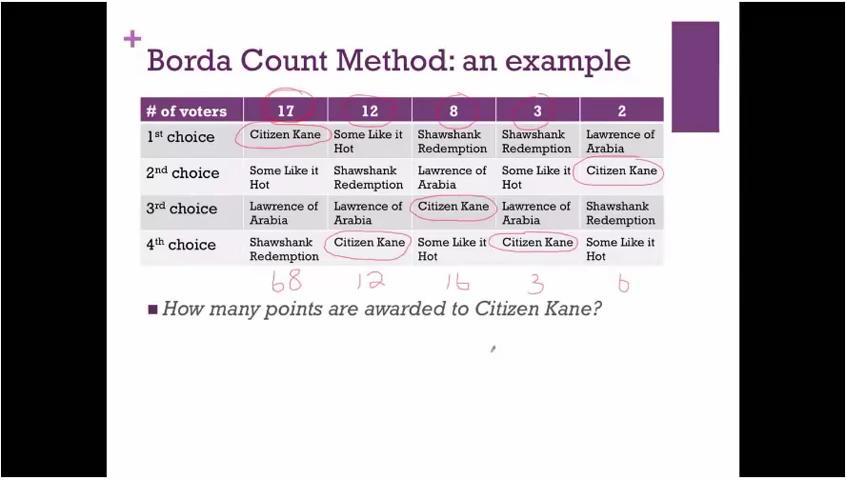 +
Borda Count Method: an example
# of voters 17 12 8 3 2
1st choice Citizen Kane Some Like it Hot Shawshank Redemption Shawshank Redemption Lawrence of Arabia
2nd choice Some Like it Hot Shawshank Redemption Lawrence of Arabia Some Like it Hot Citizen Kane
3rd choice Lawrence of Arabia Lawrence of Arabia Citizen Kane Lawrence of Arabia Shawshank Redemption
4th choice Shawshank Redemption Citizen Kane Some Like it Hot Citizen Kane Some Like it Hot
68 12 16 3 6
■ How many points are awarded to Citizen Kane?